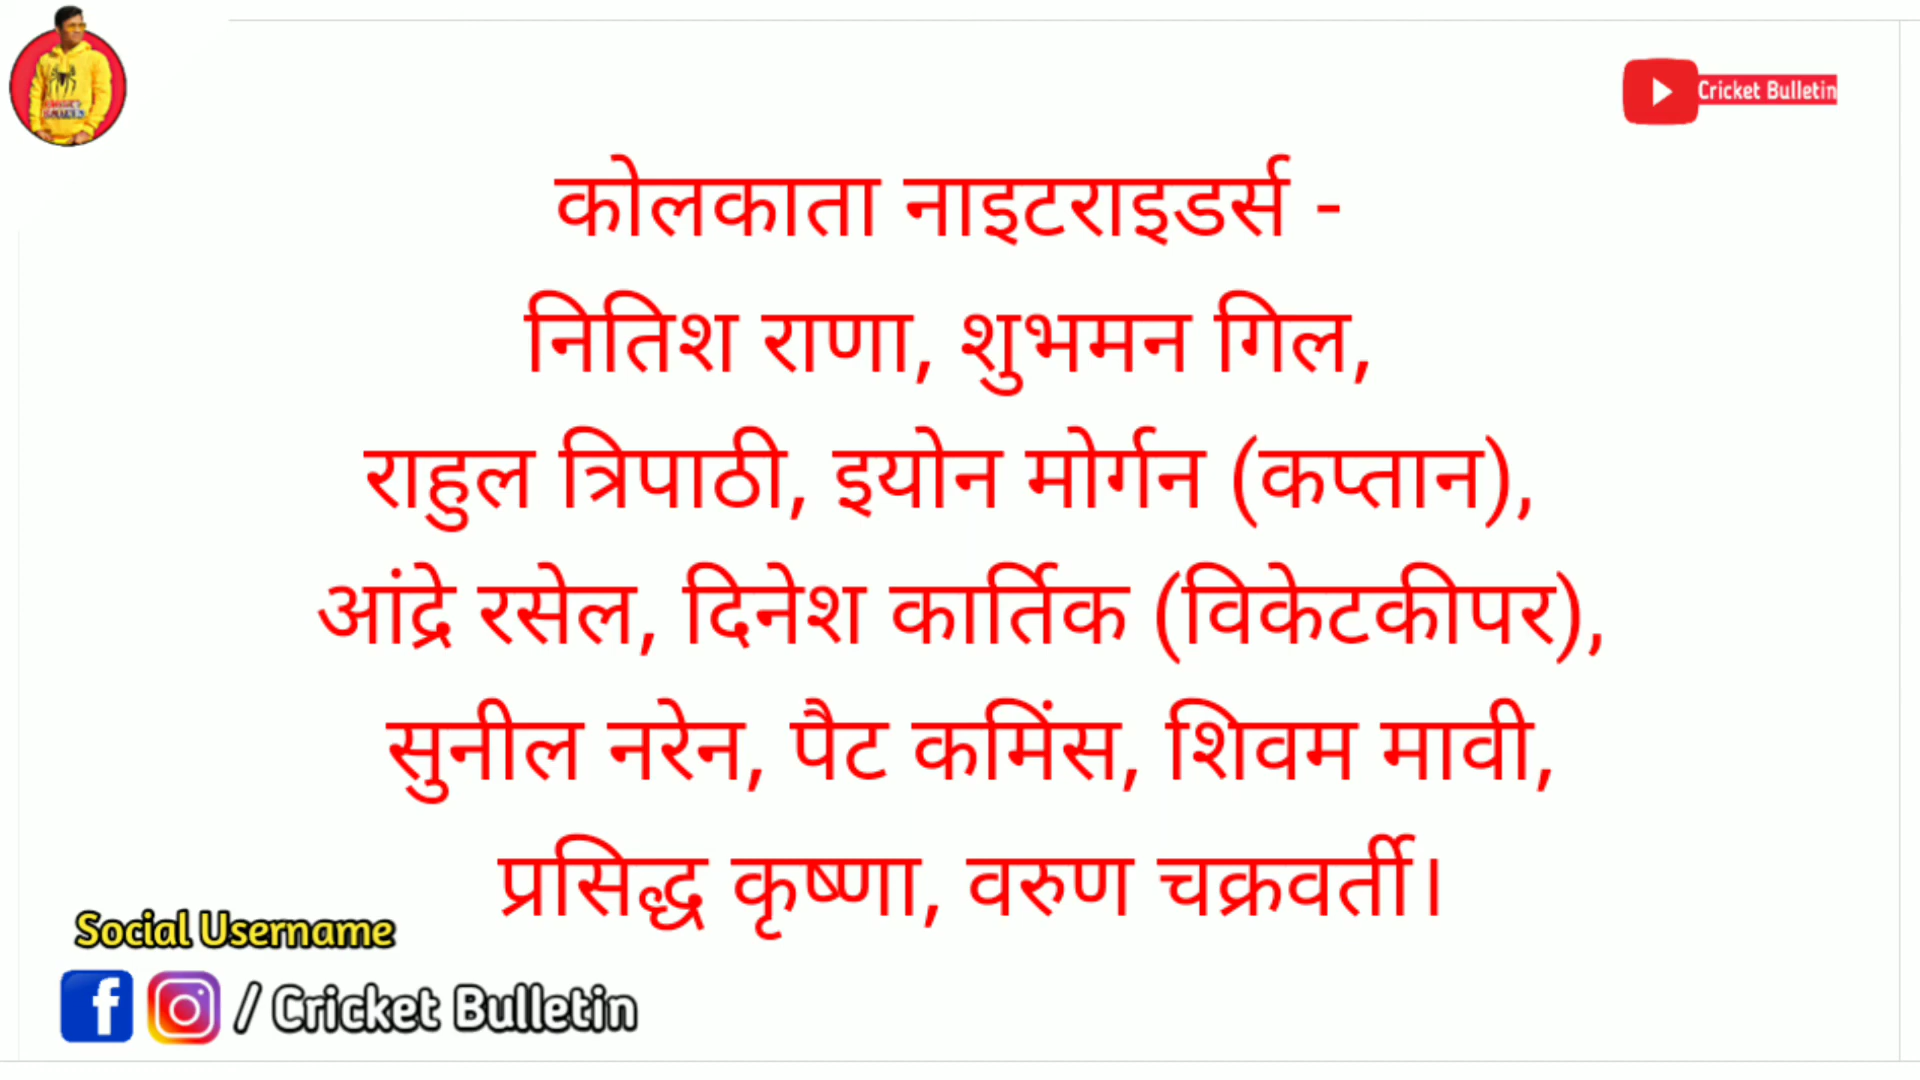 Cricket Bulletin
कोलकाता नाइटराइडर्स -
नितिश राणा, शुभमन गिल,
राहुल त्रिपाठी, इयोन मोर्गन (कप्तान),
आंद्रे रसेल, दिनेश कार्तिक (विकेटकीपर),
सुनील नरेन, पैट कमिंस, शिवम मावी,
प्रसिद्ध कृष्णा, वरुण चक्रवर्ती।
Social Username
/ Cricket Bulletin